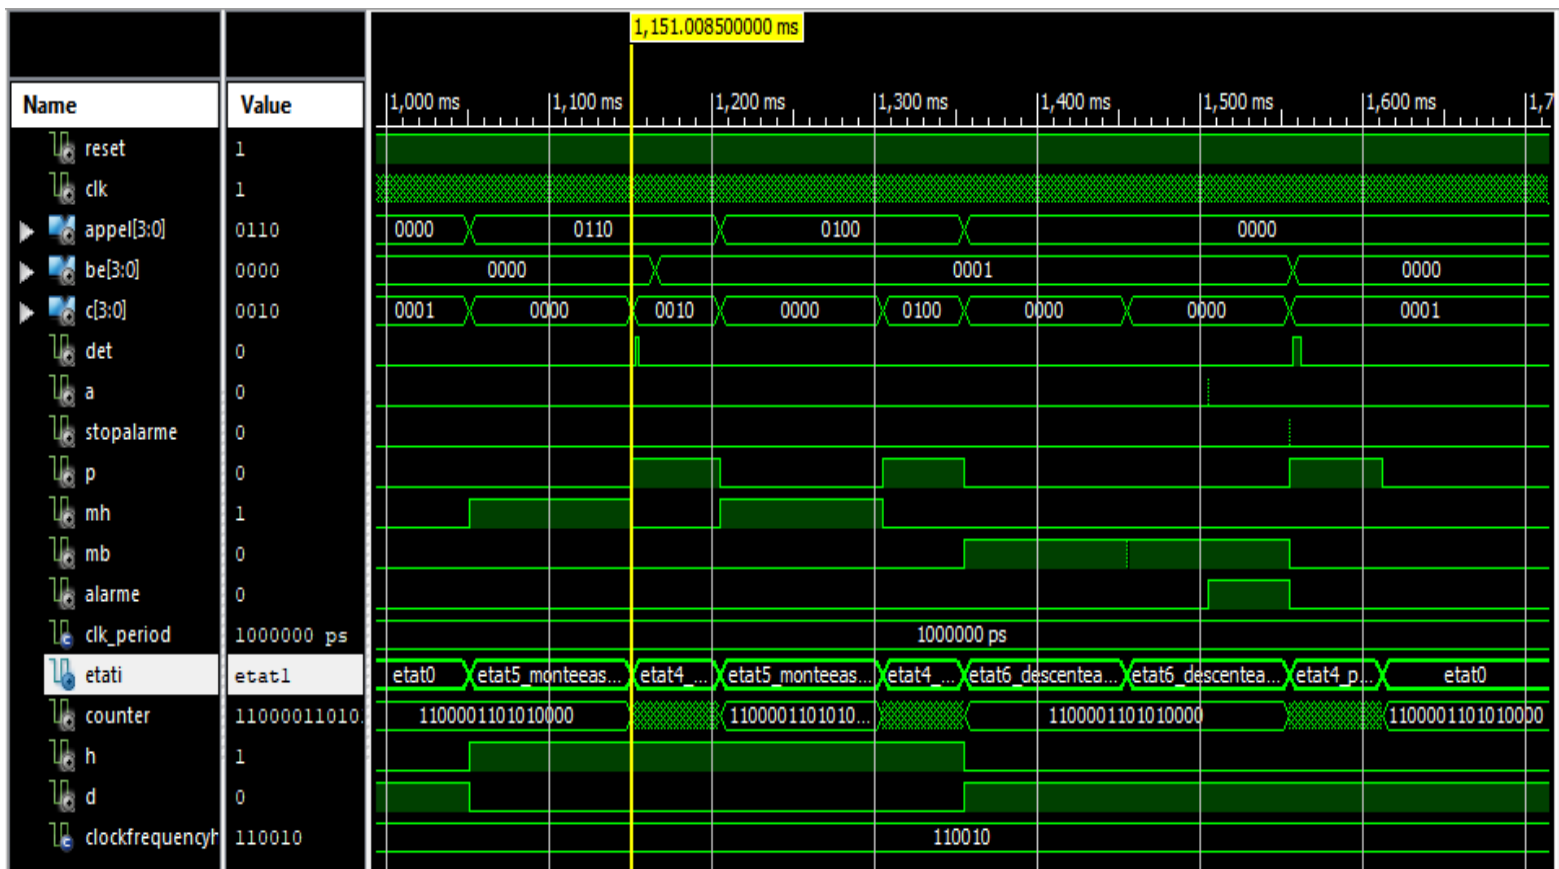 1,151.008500000 ms
Name Value 1,000 ms 1,100 ms 1,200 ms 1,300 ms 1,400 ms 1,500 ms 1,600 ms 1,7
reset 1
clk 1
appel[3:0] 0110 0000 0110 0100 0000
be[3:0] 0000 0000 0001 0000
c[3:0] 0010 0001 0000 0010 0000 0100 0000 0000 0001
det 0
a 0
stopalarme 0
p 0
mh 1
mb 0
alarme 0
clk_period 1000000 ps 1000000 ps
etati etat1 etat0 etat5_monteeas... etat4_... etat5_monteeas... etat4_... etat6_descentea... etat6_descentea... etat4_p... etat0
counter 11000011010. 1100001101010000 1100001101010... 1100001101010000 1100001101010000
h 1
d 0
clockfrequencyh 110010 110010